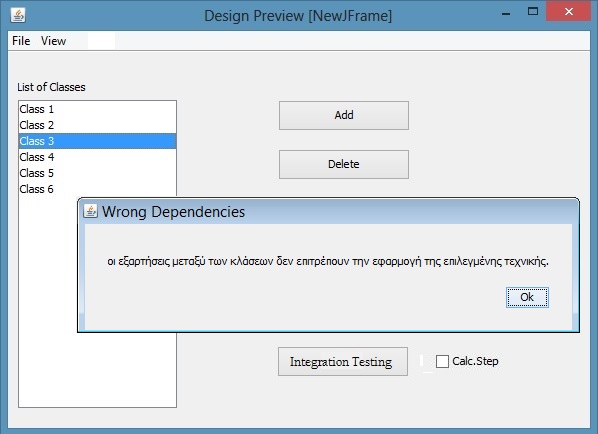 Design Preview [NewJFrame]
File View
List of Classes
Class 1
Class 2
Class 3
Class 4
Class 5
Class 6
Add
Delete
Wrong Dependencies
οι εξαρτήσεις μεταξύ των κλάσεων δεν επιτρέπουν την εφαρμογή της επιλεγμένης τεχνικής.
Ok
Integration Testing
Calc.Step